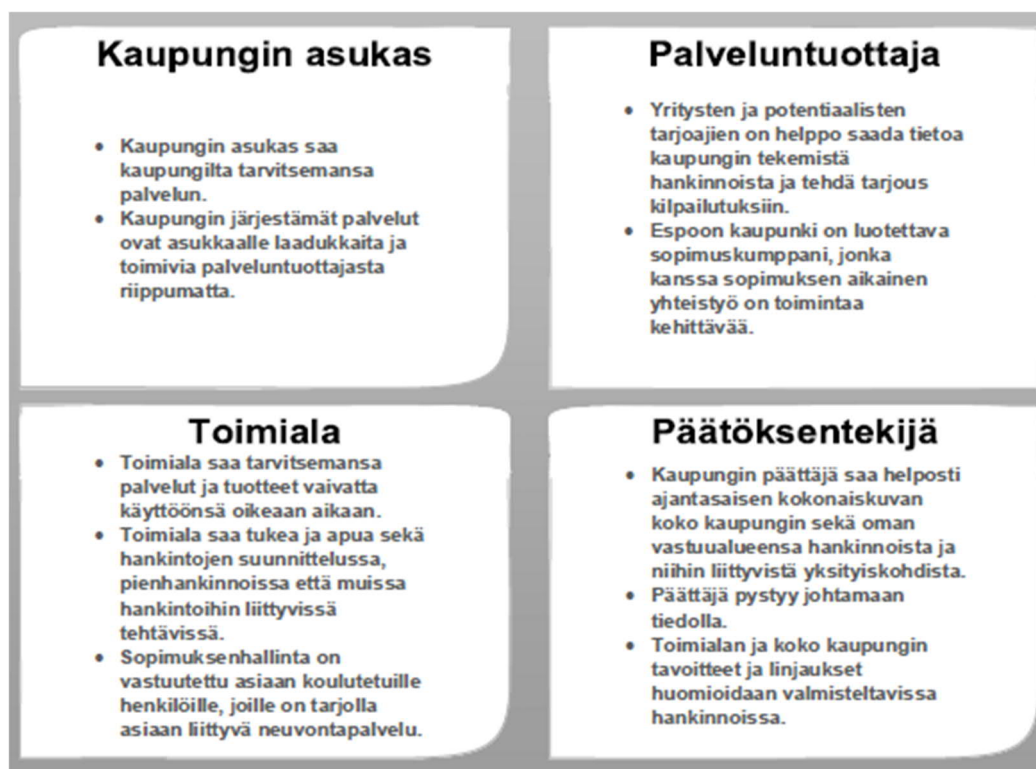 Kaupungin asukas
• Kaupungin asukas saa
kaupungilta tarvitsemansa
palvelun.
• Kaupungin järjestämät palvelut
ovat asukkaalle laadukkaita ja
toimivia palveluntuottajasta
riippumatta.
Palveluntuottaja
• Yritysten ja potentiaalisten
tarjoajien on helppo saada tietoa
kaupungin tekemistä
hankinnoista ja tehdä tarjous
kilpailutuksiin.
• Espoon kaupunki on luotettava
sopimuskumppani, jonka
kanssa sopimuksen aikainen
yhteistyö on toimintaa
kehittävää.
Toimiala
• Toimiala saa tarvitsemansa
palvelut ja tuotteet vaivatta
käyttöönsä oikeaan aikaan.
• Toimiala saa tukea ja apua sekä
hankintojen suunnittelussa,
pienhankinnoissa että muissa
hankintoihin liittyvissä
tehtävissä.
• Sopimuksenhallinta on
vastuutettu asiaan koulutetuille
henkilöille, joille on tarjolla
asiaan liittyvä neuvontapalvelu.
Päätöksentekijä
• Kaupungin päättäjä saa helposti
ajantasaisen kokonaiskuvan
koko kaupungin sekä oman
vastuualueensa hankinnoista ja
niihin liittyvistä yksityiskohdista.
• Päättäjä pystyy johtamaan
tiedolla.
• Toimialan ja koko kaupungin
tavoitteet ja linjaukset
huomioidaan valmisteltavissa
hankinnoissa.